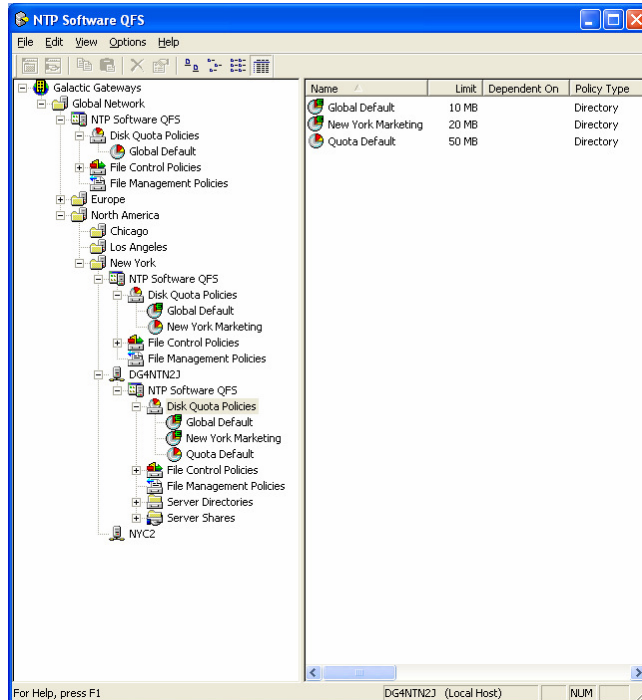 NTP Software QFS
File Edit View Options Help
Galactic Gateways
Global Network
NTP Software QFS
Disk Quota Policies
Global Default
File Control Policies
File Management Policies
Europe
North America
Chicago
Los Angeles
New York
NTP Software QFS
Disk Quota Policies
Global Default
New York Marketing
File Control Policies
File Management Policies
DG4NTN2J
NTP Software QFS
Disk Quota Policies
Global Default
New York Marketing
Quota Default
File Control Policies
File Management Policies
Server Directories
Server Shares
NYC2
Name Limit Dependent On Policy Type
Global Default 10 MB Directory
New York Marketing 20 MB Directory
Quota Default 50 MB Directory
For Help, press F1 DG4NTN2J (Local Host) NUM